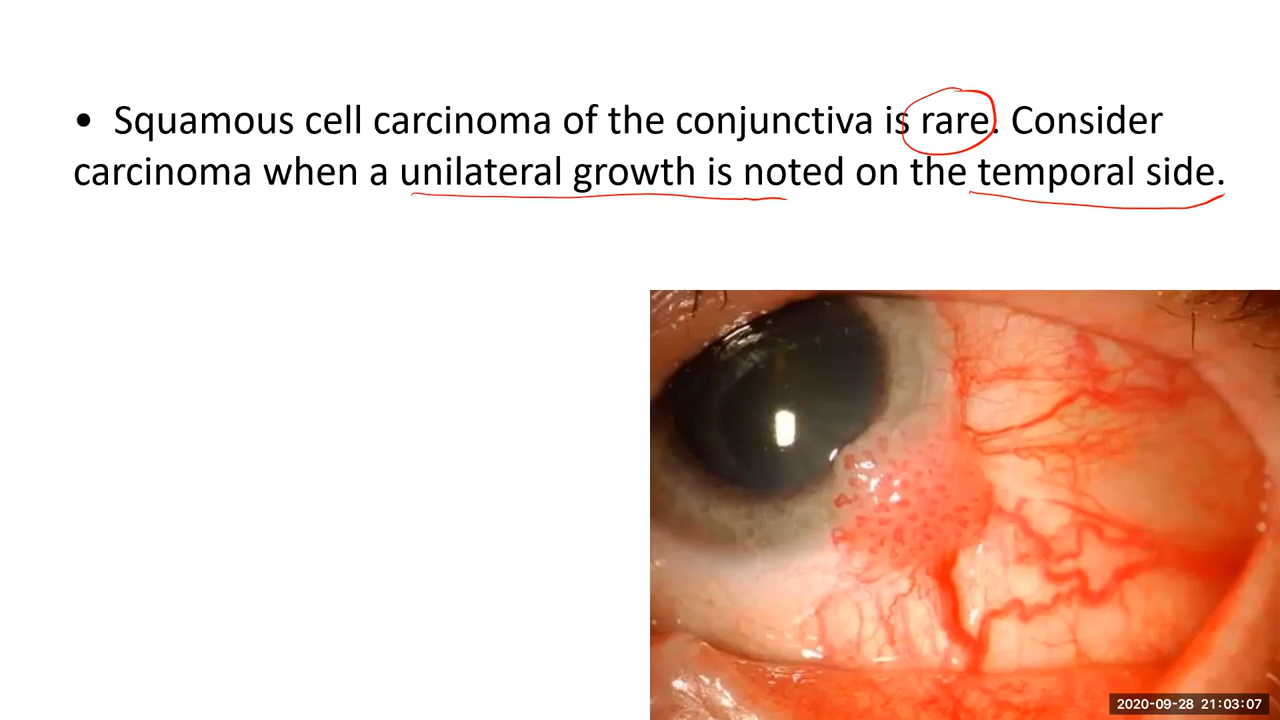 • Squamous cell carcinoma of the conjunctiva is rare. Consider
carcinoma when a unilateral growth is noted on the temporal side.
2020-09-28 21:03:07